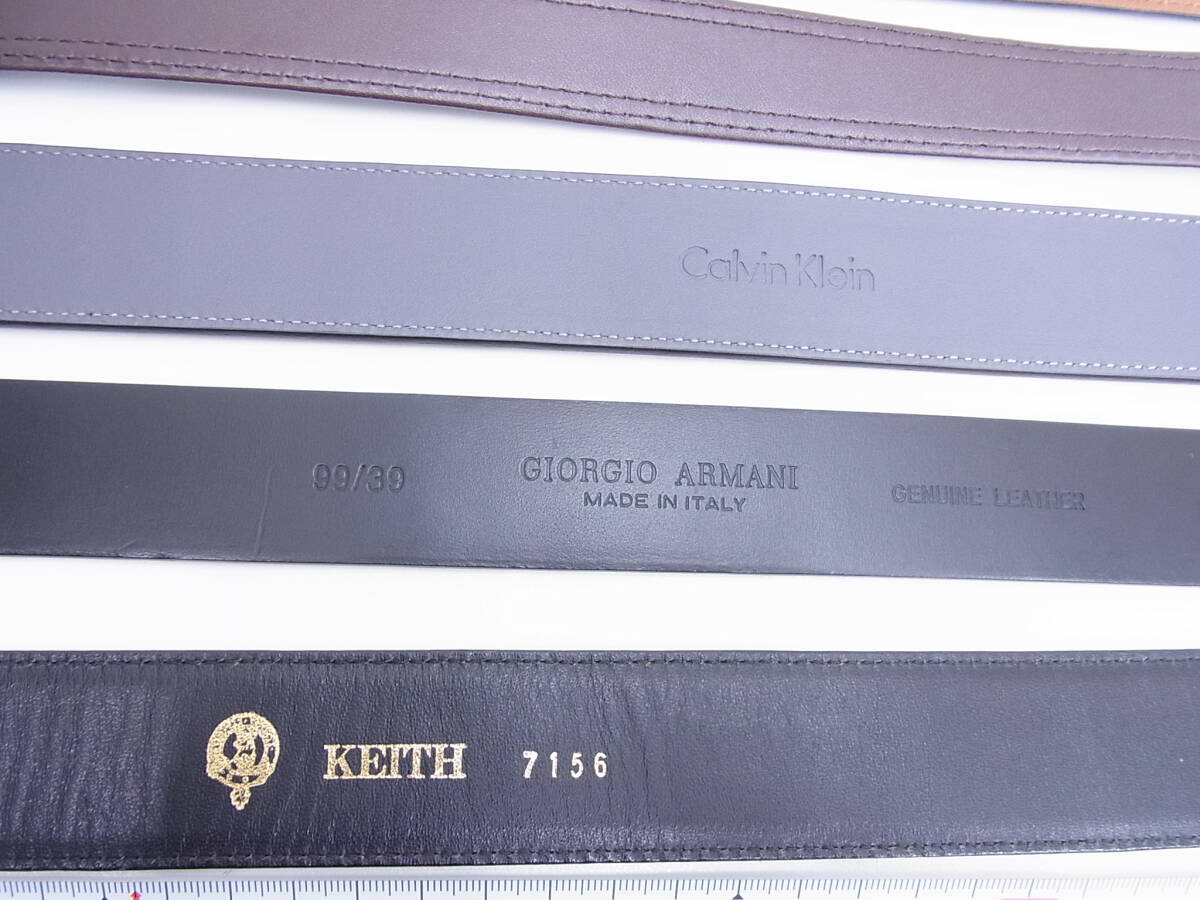 Calvin Klein
99/39 GIORGIO ARMANI GENUINE LEATHER
MADE IN ITALY
KEITH 7156